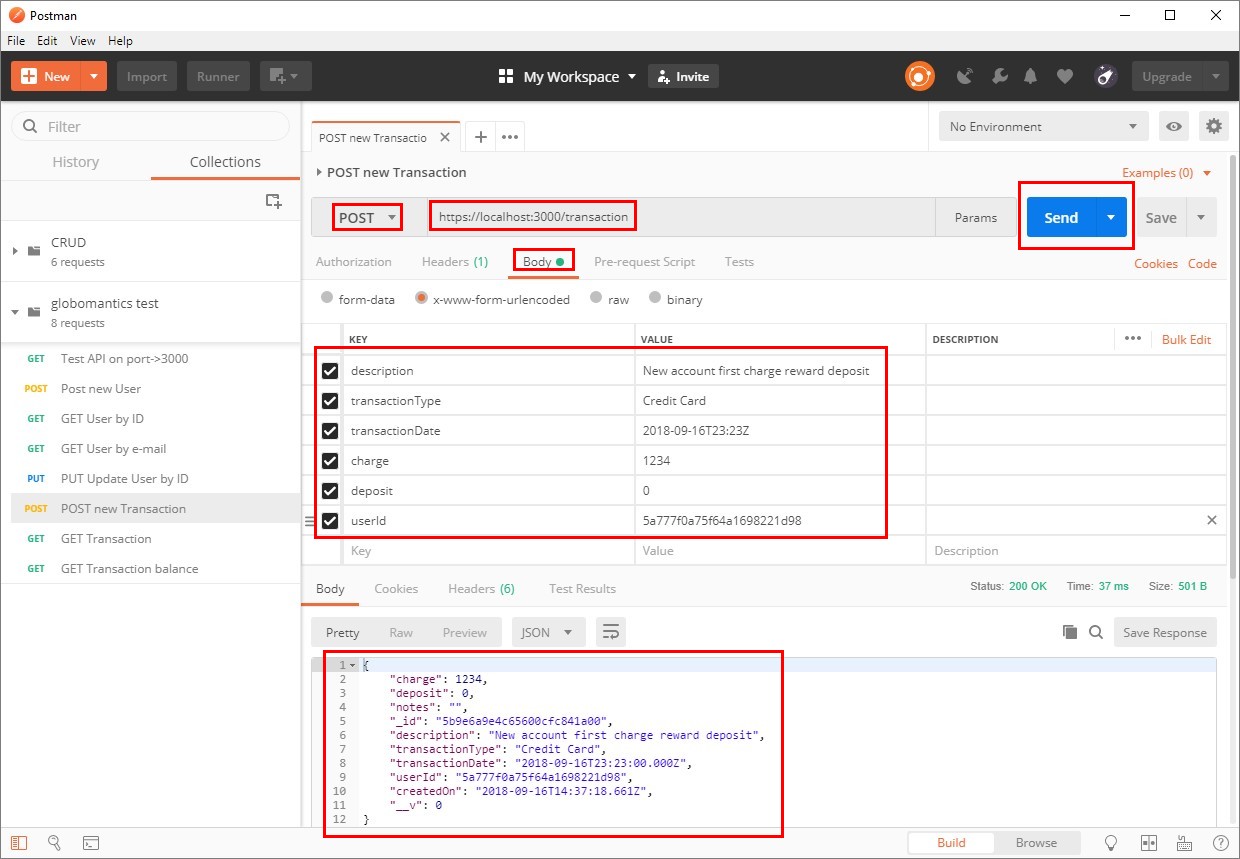 Postman
File Edit View Help
New Import Runner My Workspace Invite Upgrade
Filter
History Collections
CRUD
6 requests
globomantics test
8 requests
GET Test API on port->3000
POST Post new User
GET GET User by ID
GET GET User by e-mail
PUT PUT Update User by ID
POST POST new Transaction
GET GET Transaction
GET GET Transaction balance
POST new Transactio No Environment
POST new Transaction Examples (0)
POST https://localhost:3000/transaction Params Send Save
Authorization Headers (1) Body Pre-request Script Tests Cookies Code
form-data x-www-form-urlencoded raw binary
KEY VALUE DESCRIPTION Bulk Edit
description New account first charge reward deposit
transactionType Credit Card
transactionDate 2018-09-16T23:23Z
charge 1234
deposit 0
userId 5a777f0a75f64a1698221d98
Key Value Description
Body Cookies Headers (6) Test Results Status: 200 OK Time: 37 ms Size: 501 B
Pretty Raw Preview JSON Save Response
1 {
2 "charge": 1234,
3 "deposit": 0,
4 "notes": "",
5 "_id": "5b9e6a9e4c65600cfc841a00",
6 "description": "New account first charge reward deposit",
7 "transactionType": "Credit Card",
8 "transactionDate": "2018-09-16T23:23:00.000Z",
9 "userId": "5a777f0a75f64a1698221d98",
10 "createdOn": "2018-09-16T14:37:18.661Z",
11 "__v": 0
12 }
Build Browse